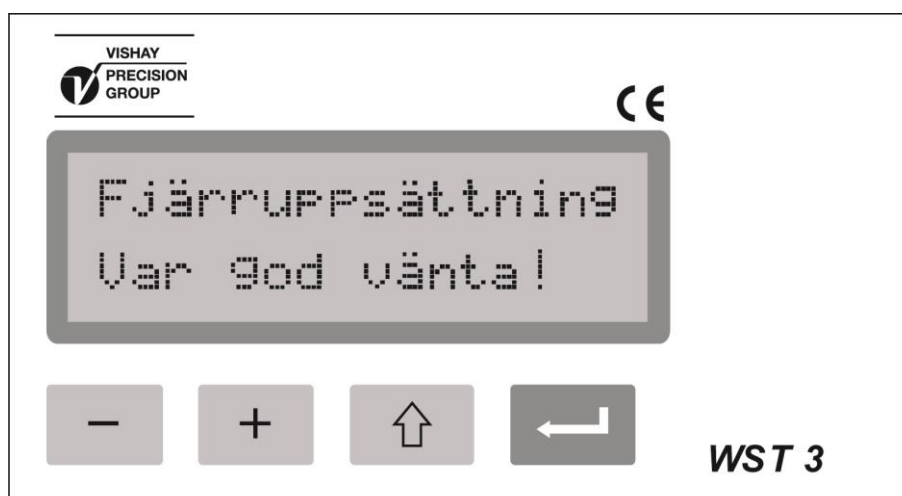 VISHAY
PRECISION
GROUP
CE
Fjärruppsättning
Var god vänta!
- +
WST 3